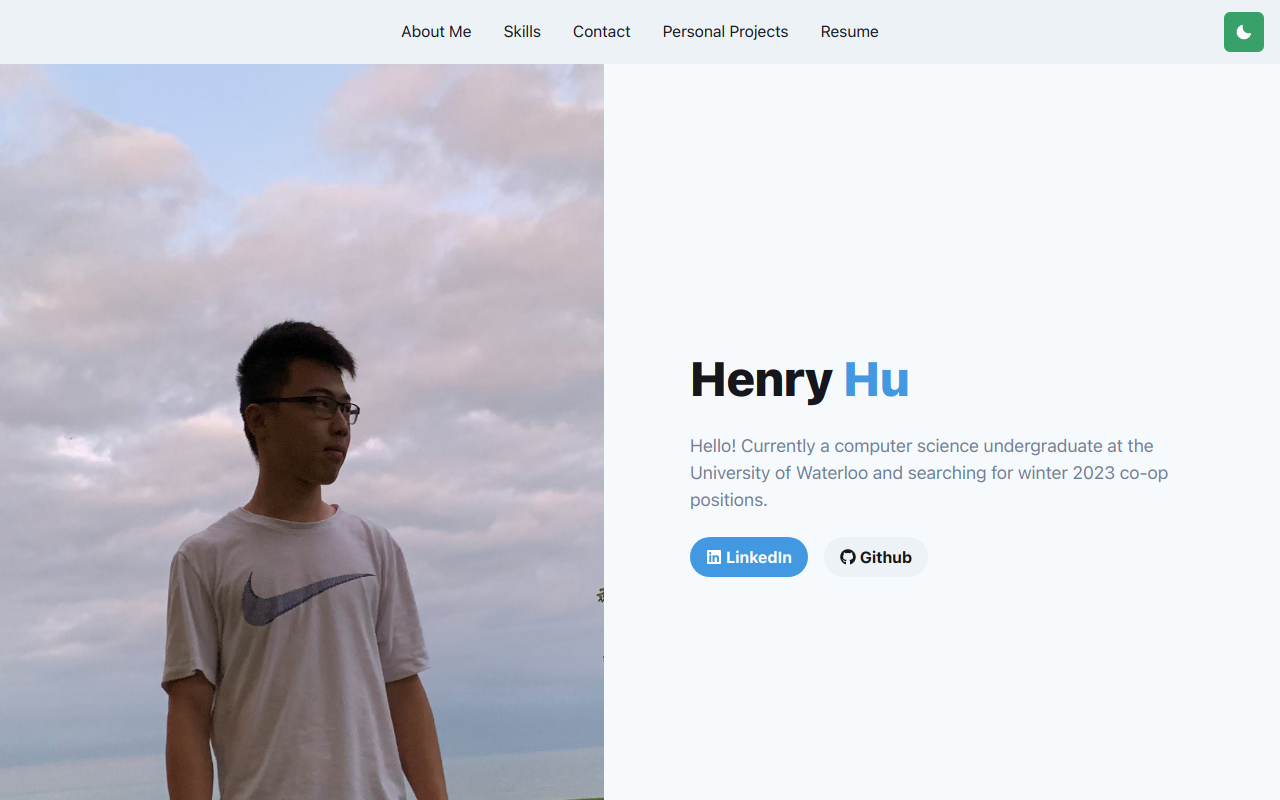 About Me Skills Contact Personal Projects Resume
Henry Hu
Hello! Currently a computer science undergraduate at the
University of Waterloo and searching for winter 2023 co-op
positions.
LinkedIn Github